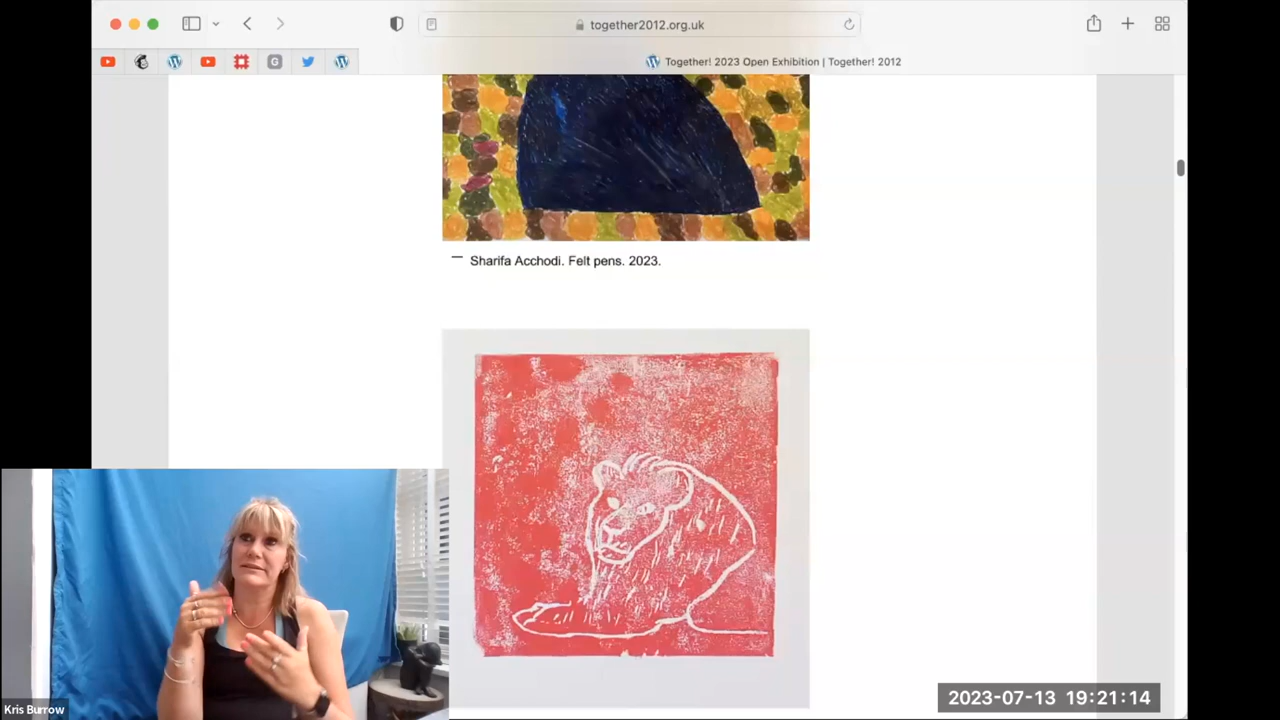 together2012.org.uk
Together! 2023 Open Exhibition | Together! 2012
— Sharifa Acchodi. Felt pens. 2023.
Kris Burrow
2023-07-13 19:21:14